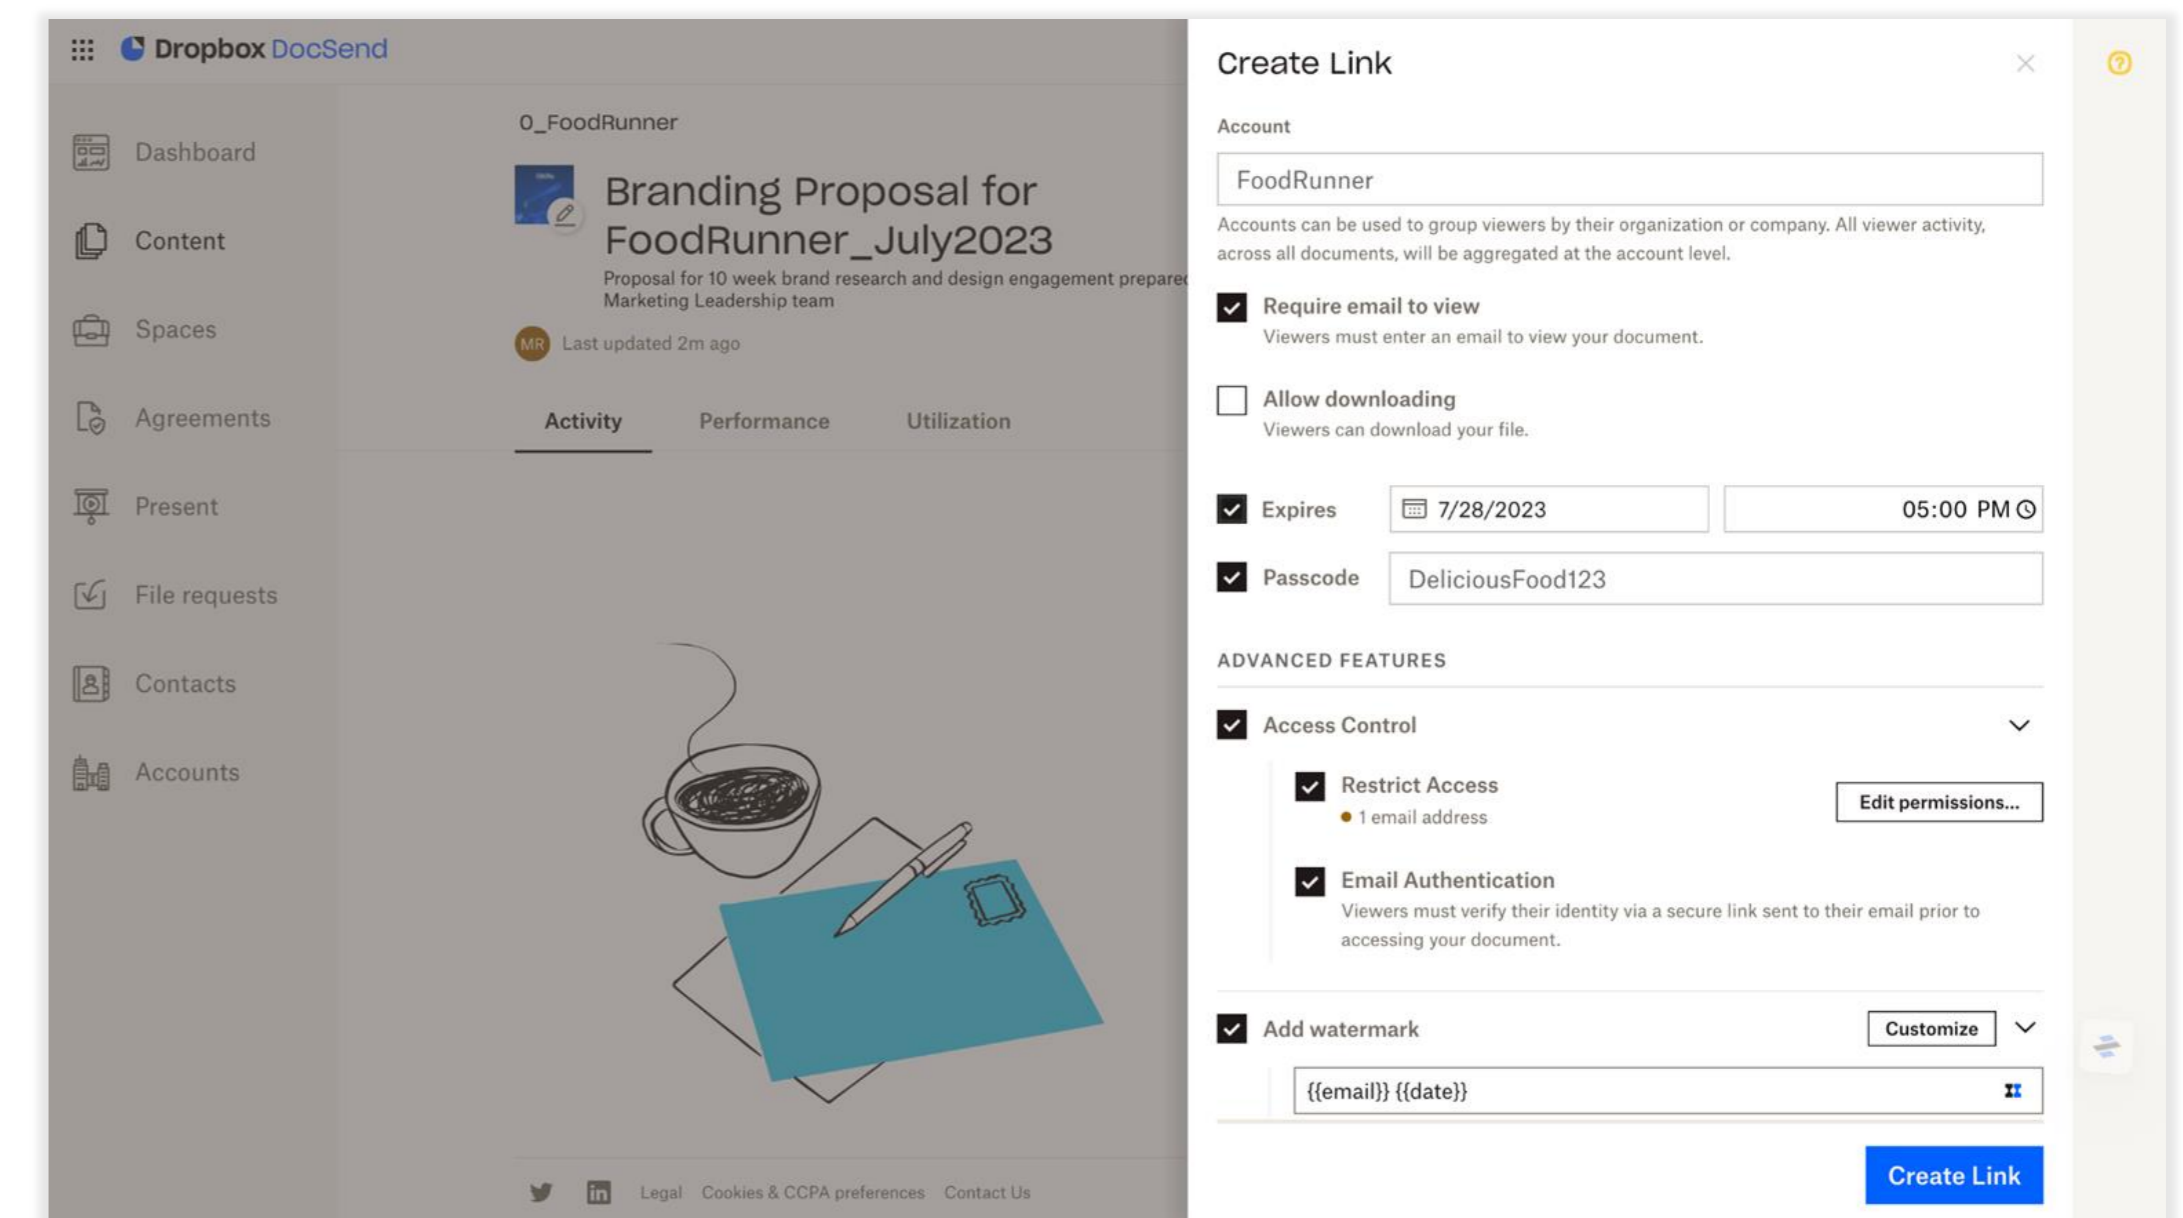 Dropbox DocSend
Dashboard
Content
Spaces
Agreements
Present
File requests
Contacts
Accounts
0_FoodRunner
Branding Proposal for
FoodRunner_July2023
Proposal for 10 week brand research and design engagement prepared
Marketing Leadership team
MR Last updated 2m ago
Activity Performance Utilization
Legal Cookies & CCPA preferences Contact Us
Create Link
Account
FoodRunner
Accounts can be used to group viewers by their organization or company. All viewer activity,
across all documents, will be aggregated at the account level.
Require email to view
Viewers must enter an email to view your document.
Allow downloading
Viewers can download your file.
Expires 7/28/2023 05:00 PM
Passcode DeliciousFood123
ADVANCED FEATURES
Access Control
Restrict Access
1 email address
Edit permissions...
Email Authentication
Viewers must verify their identity via a secure link sent to their email prior to
accessing your document.
Add watermark Customize
{{email}} {{date}}
Create Link